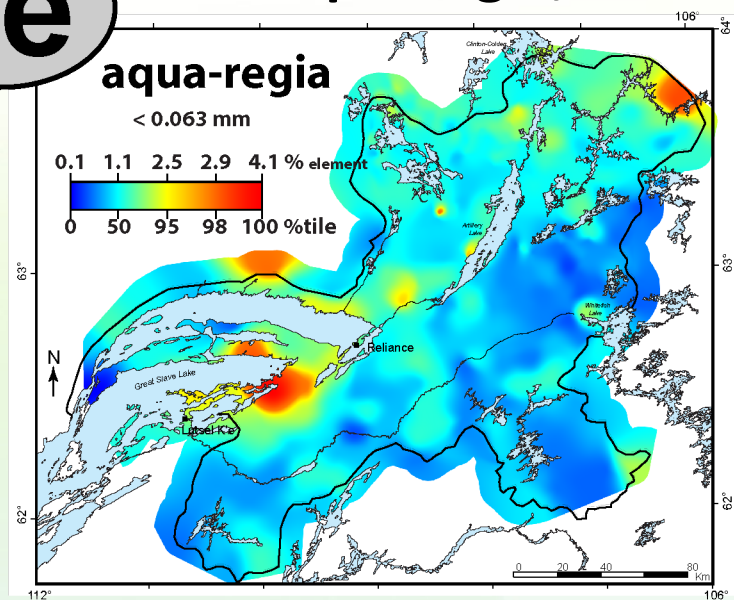 e
106°
64°
Clinton-Colden
Lake
aqua-regia
< 0.063 mm
0.1 1.1 2.5 2.9 4.1 % element
0 50 95 98 100 %tile
Artillery
Lake
63°
63°
Whitefish
Lake
Reliance
N
Great Slave Lake
Lutsel K'e
62°
62°
0 20 40 80
Km
112°
106°